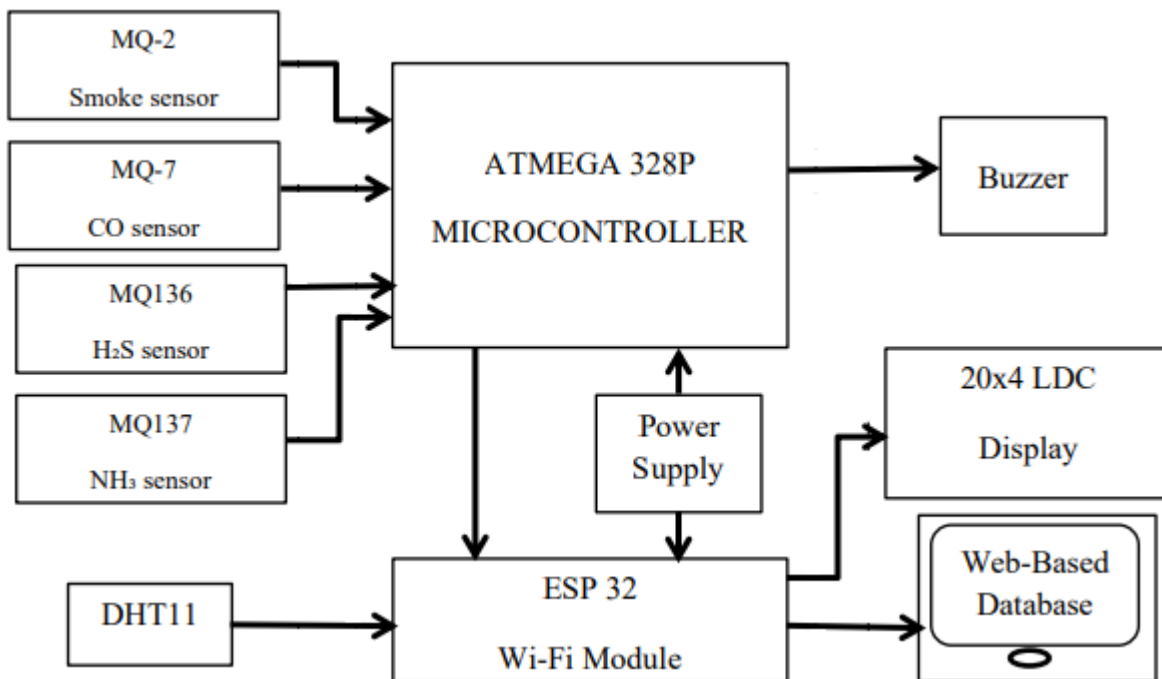 MQ-2
Smoke sensor
MQ-7
CO sensor
MQ136
H₂S sensor
MQ137
NH₃ sensor
DHT11
ATMEGA 328P
MICROCONTROLLER
Power
Supply
ESP 32
Wi-Fi Module
Buzzer
20x4 LDC
Display
Web-Based
Database